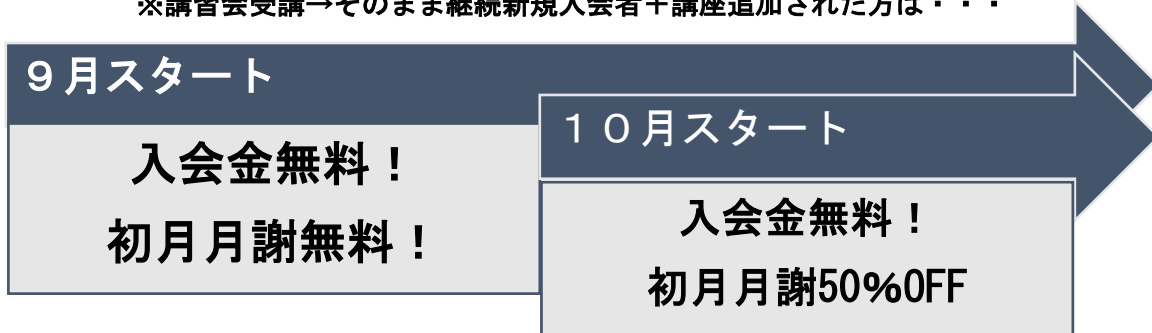 ※講習会受講→そのまま継続新規入会者＋講座追加された方は・・・
９月スタート
入会金無料！
初月月謝無料！
１０月スタート
入会金無料！
初月月謝50%OFF